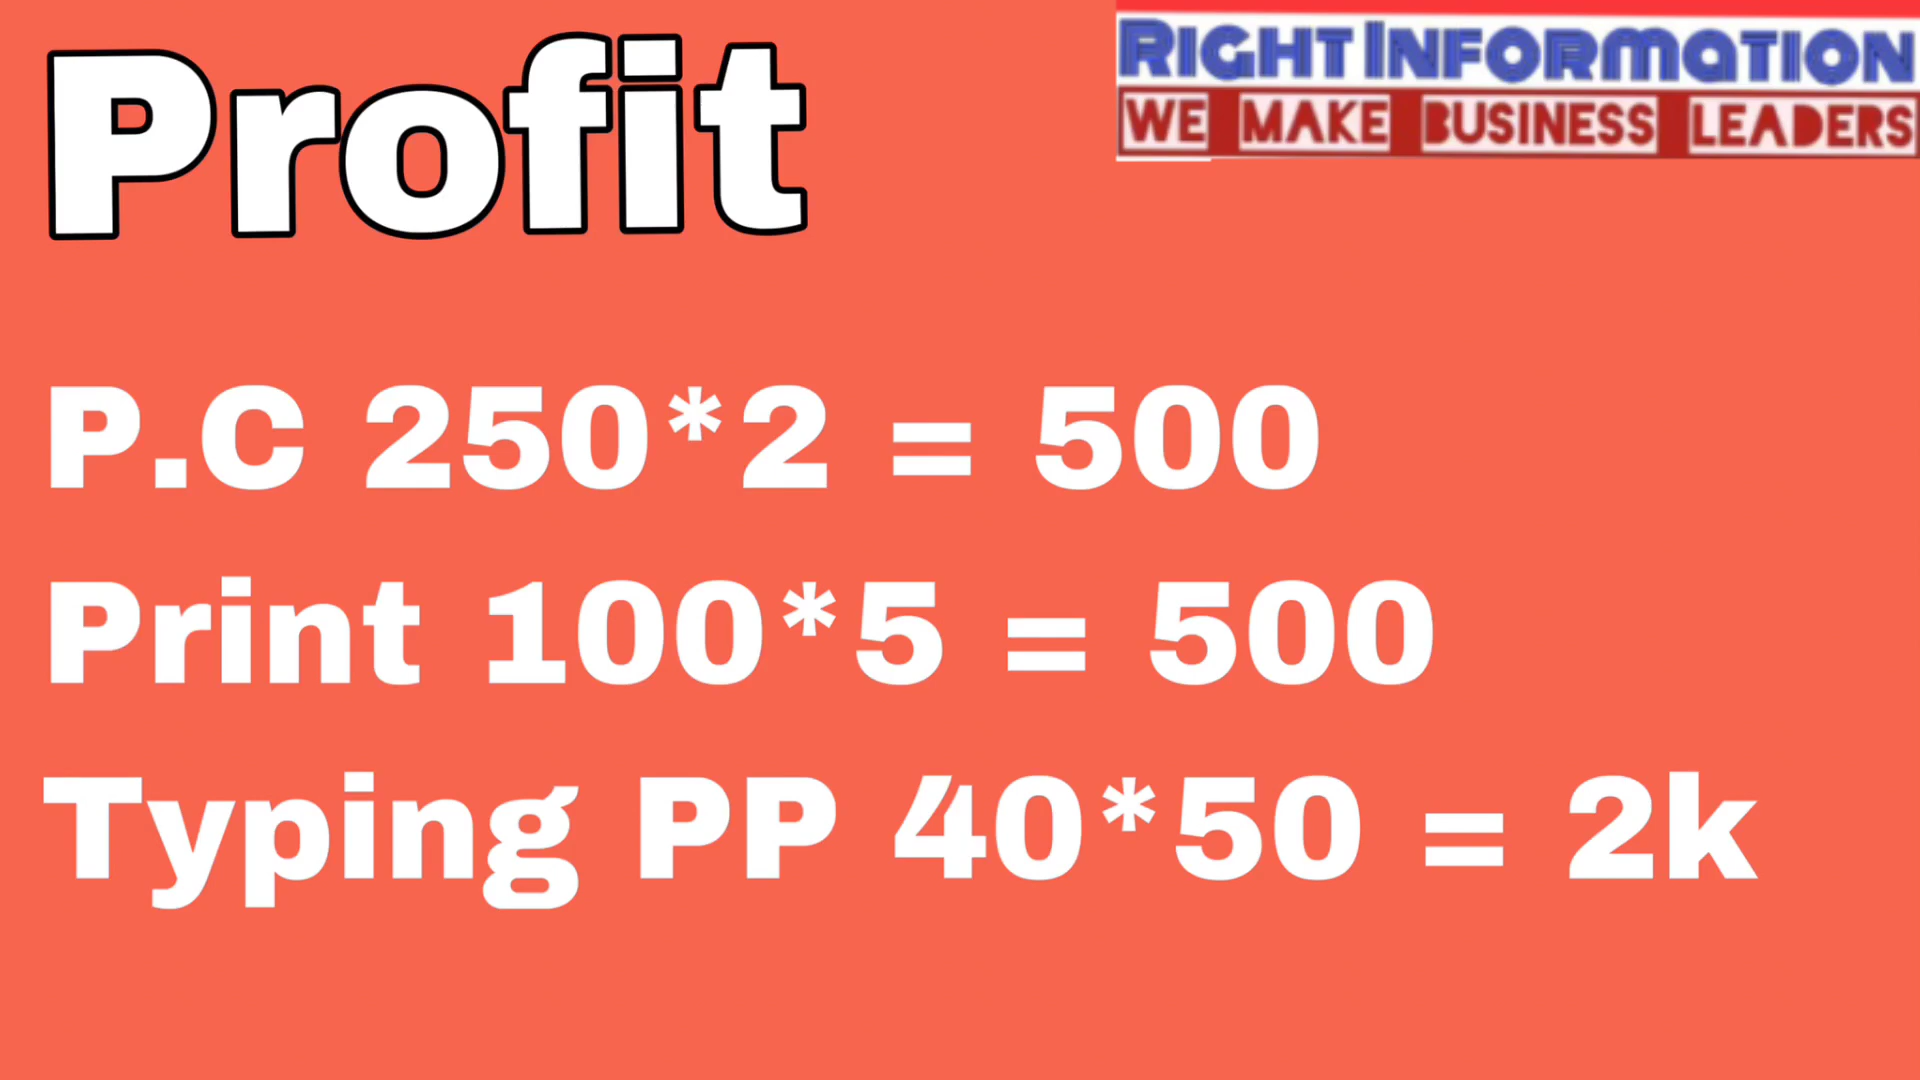 Profit
RIGHT INFORMATION
WE MAKE BUSINESS LEADERS
P.C 250*2 = 500
Print 100*5 = 500
Typing PP 40*50 = 2k